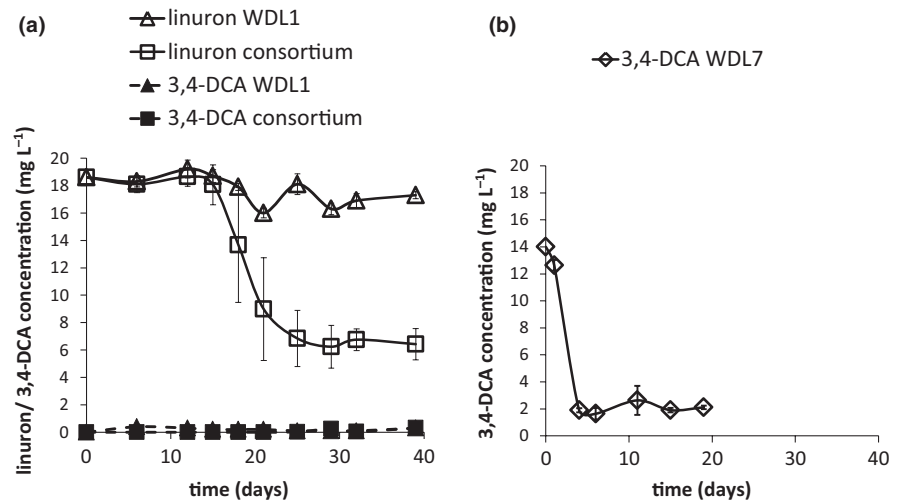 (a)
linuron WDL1
linuron consortium
3,4-DCA WDL1
3,4-DCA consortium
linuron/ 3,4-DCA concentration (mg L⁻¹)
20
18
16
14
12
10
8
6
4
2
0
0 10 20 30 40
time (days)
(b)
3,4-DCA WDL7
3,4-DCA concentration (mg L⁻¹)
20
18
16
14
12
10
8
6
4
2
0
0 10 20 30 40
time (days)